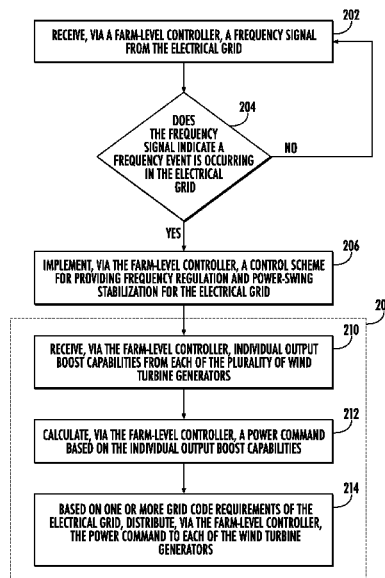 202
RECEIVE, VIA A FARM-LEVEL CONTROLLER, A FREQUENCY SIGNAL
FROM THE ELECTRICAL GRID
204
DOES
THE FREQUENCY
SIGNAL INDICATE A
FREQUENCY EVENT IS OCCURRING
IN THE ELECTRICAL
GRID
NO
YES
206
IMPLEMENT, VIA THE FARM-LEVEL CONTROLLER, A CONTROL SCHEME
FOR PROVIDING FREQUENCY REGULATION AND POWER-SWING
STABILIZATION FOR THE ELECTRICAL GRID
210
RECEIVE, VIA THE FARM-LEVEL CONTROLLER, INDIVIDUAL OUTPUT
BOOST CAPABILITIES FROM EACH OF THE PLURALITY OF WIND
TURBINE GENERATORS
212
CALCULATE, VIA THE FARM-LEVEL CONTROLLER, A POWER COMMAND
BASED ON THE INDIVIDUAL OUTPUT BOOST CAPABILITIES
214
BASED ON ONE OR MORE GRID CODE REQUIREMENTS OF THE
ELECTRICAL GRID, DISTRIBUTE, VIA THE FARM-LEVEL CONTROLLER,
THE POWER COMMAND TO EACH OF THE WIND TURBINE
GENERATORS